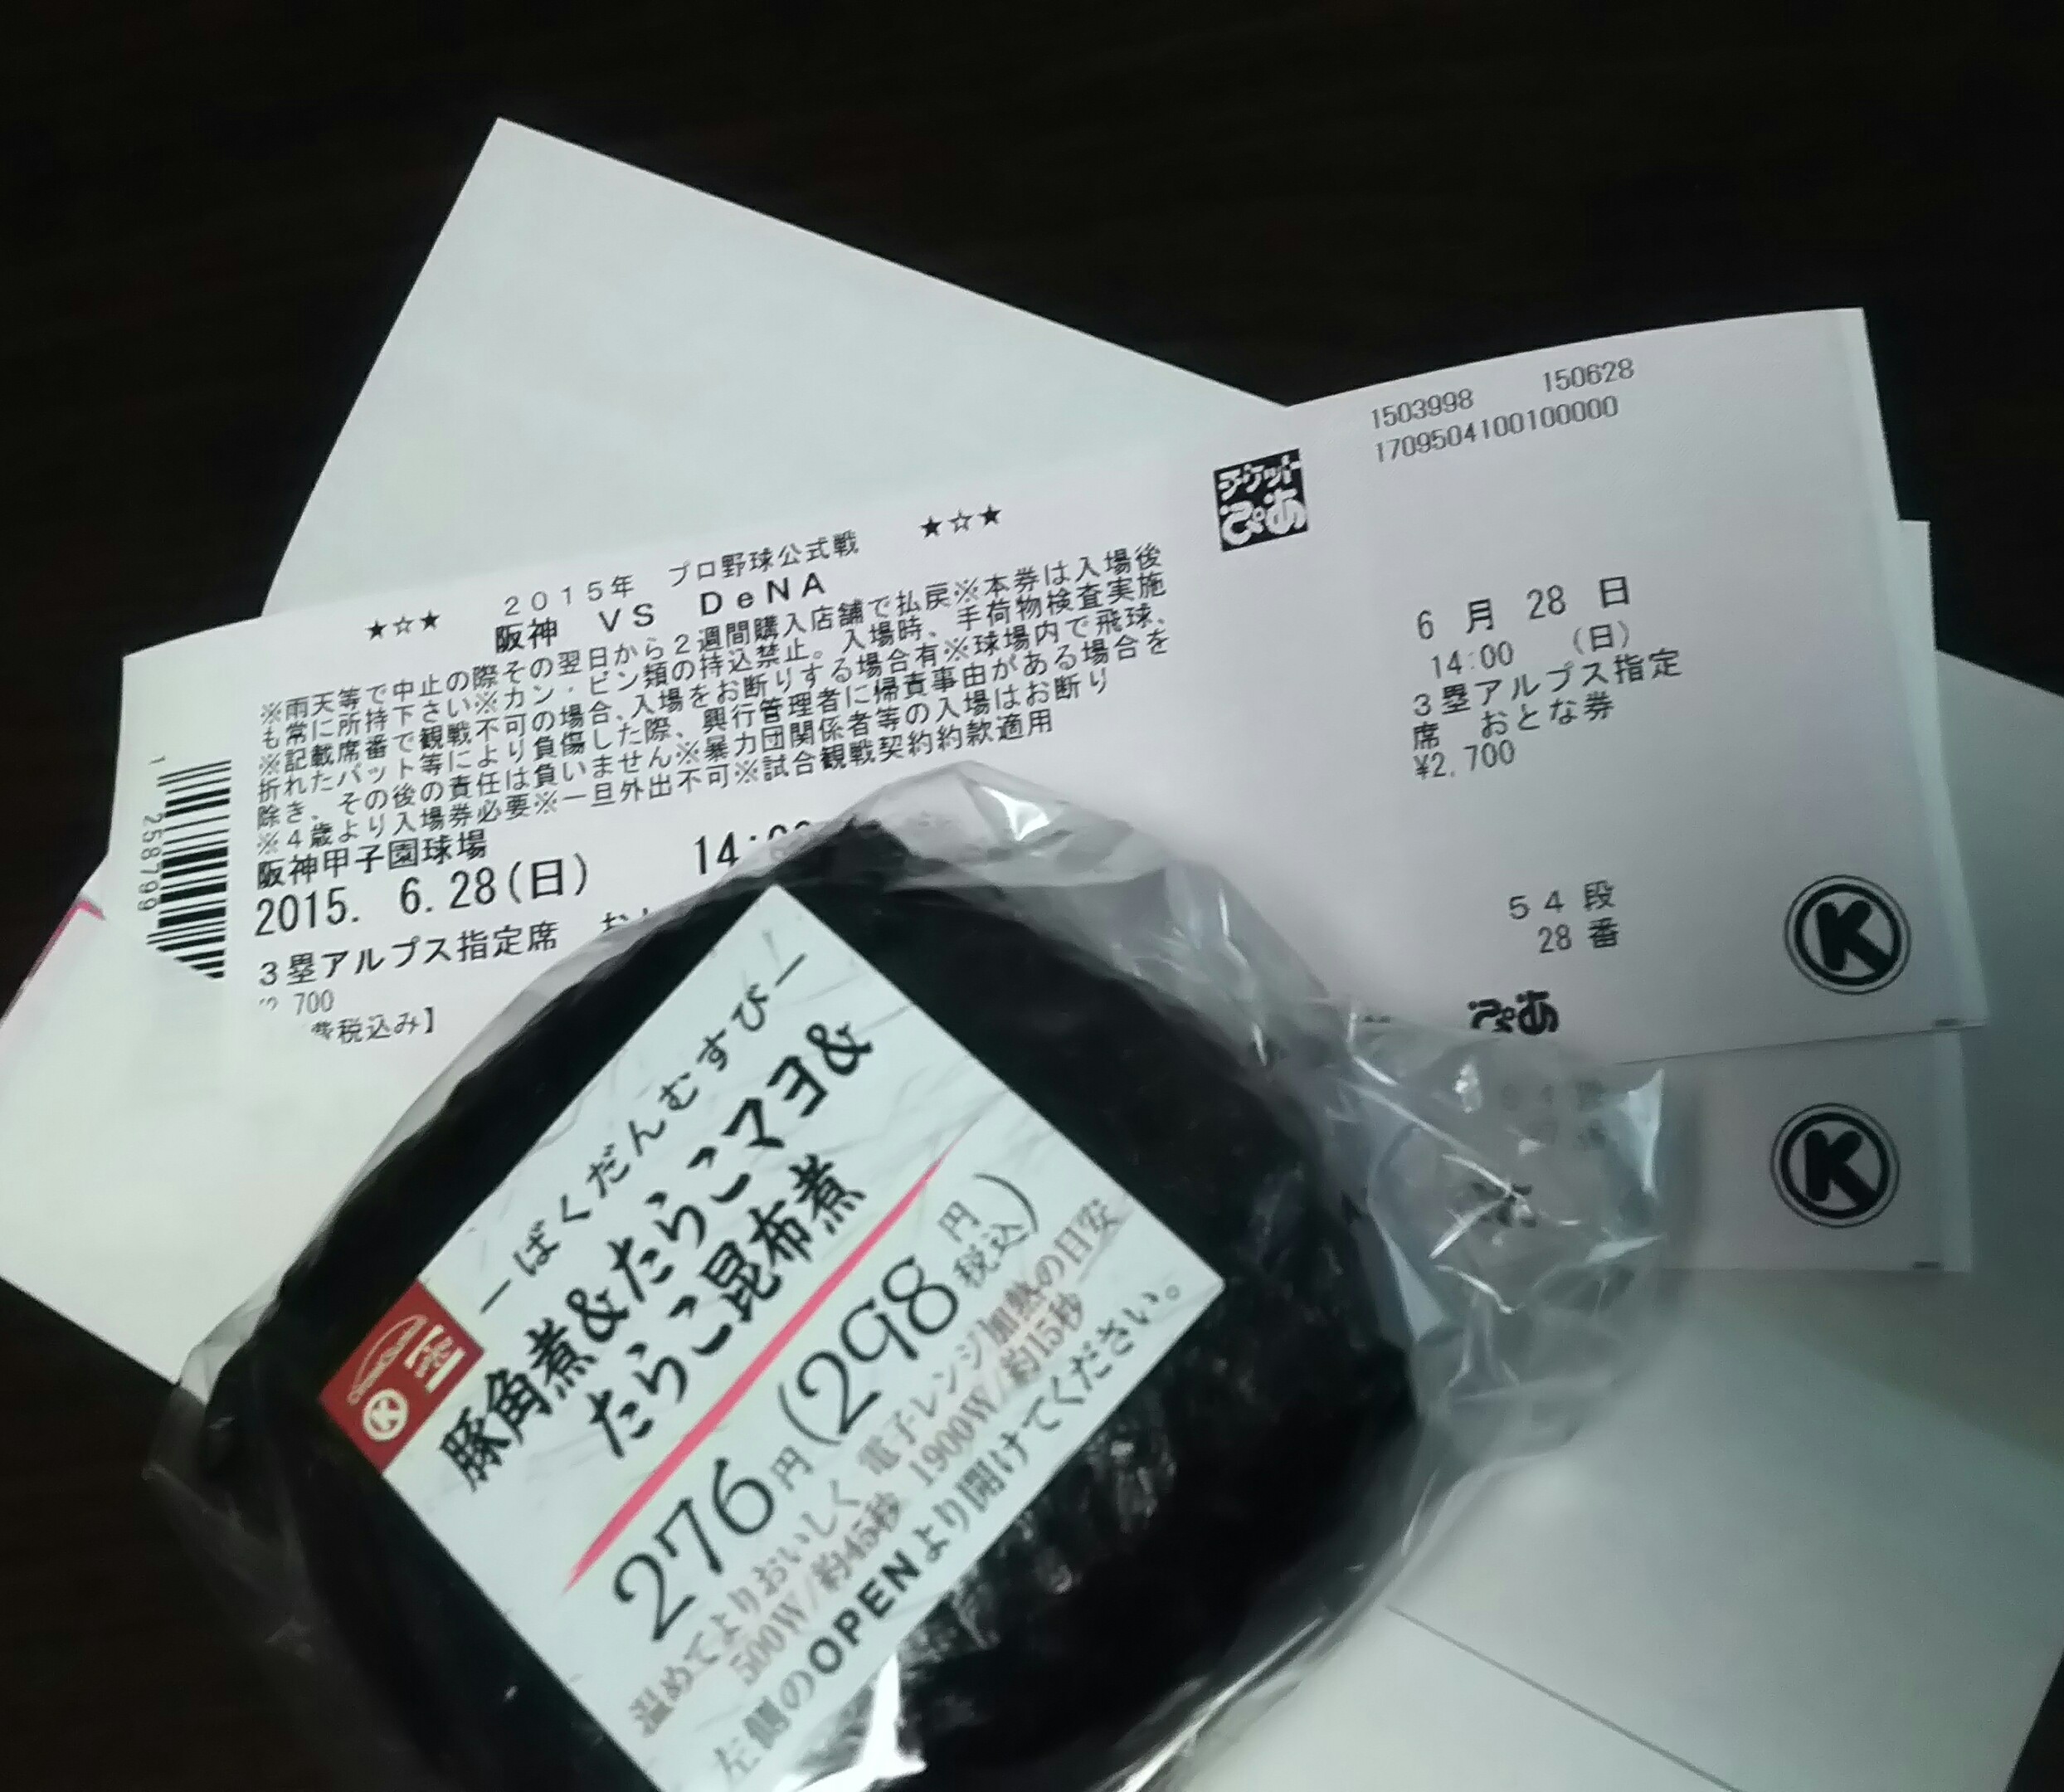 1503998 150628
1709504100100000
チケット
ぴあ
★☆★ 2015年 プロ野球公式戦 ★☆★
阪神 VS DeNA
※雨天等で中止の際その翌日から2週間購入店舗で払戻※本券は入場後
も常に所持下さい※カン・ビン類の持込禁止。入場時、手荷物検査実施
※記載席番で観戦不可の場合、入場をお断りする場合有※球場内で飛球、
折れたバット等により負傷した際、興行管理者に帰責事由がある場合を
除き、その後の責任は負いません※暴力団関係者等の入場はお断り
※4歳より入場券必要※一旦外出不可※試合観戦契約約款適用
阪神甲子園球場
2015. 6.28(日) 14:
3塁アルプス指定席
700
費税込み】
1 258799
6月28日
14:00 (日)
3塁アルプス指定
席 おとな券
¥2,700
54段
28番
ぴあ
K
K
K
―ばくだんむすび―
豚角煮&たらこマヨ&
たらこ昆布煮
276円(298円税込)
温めてよりおいしく 電子レンジ加熱の目安
500W/約45秒 1900W/約15秒
左側のOPENより開けてください。